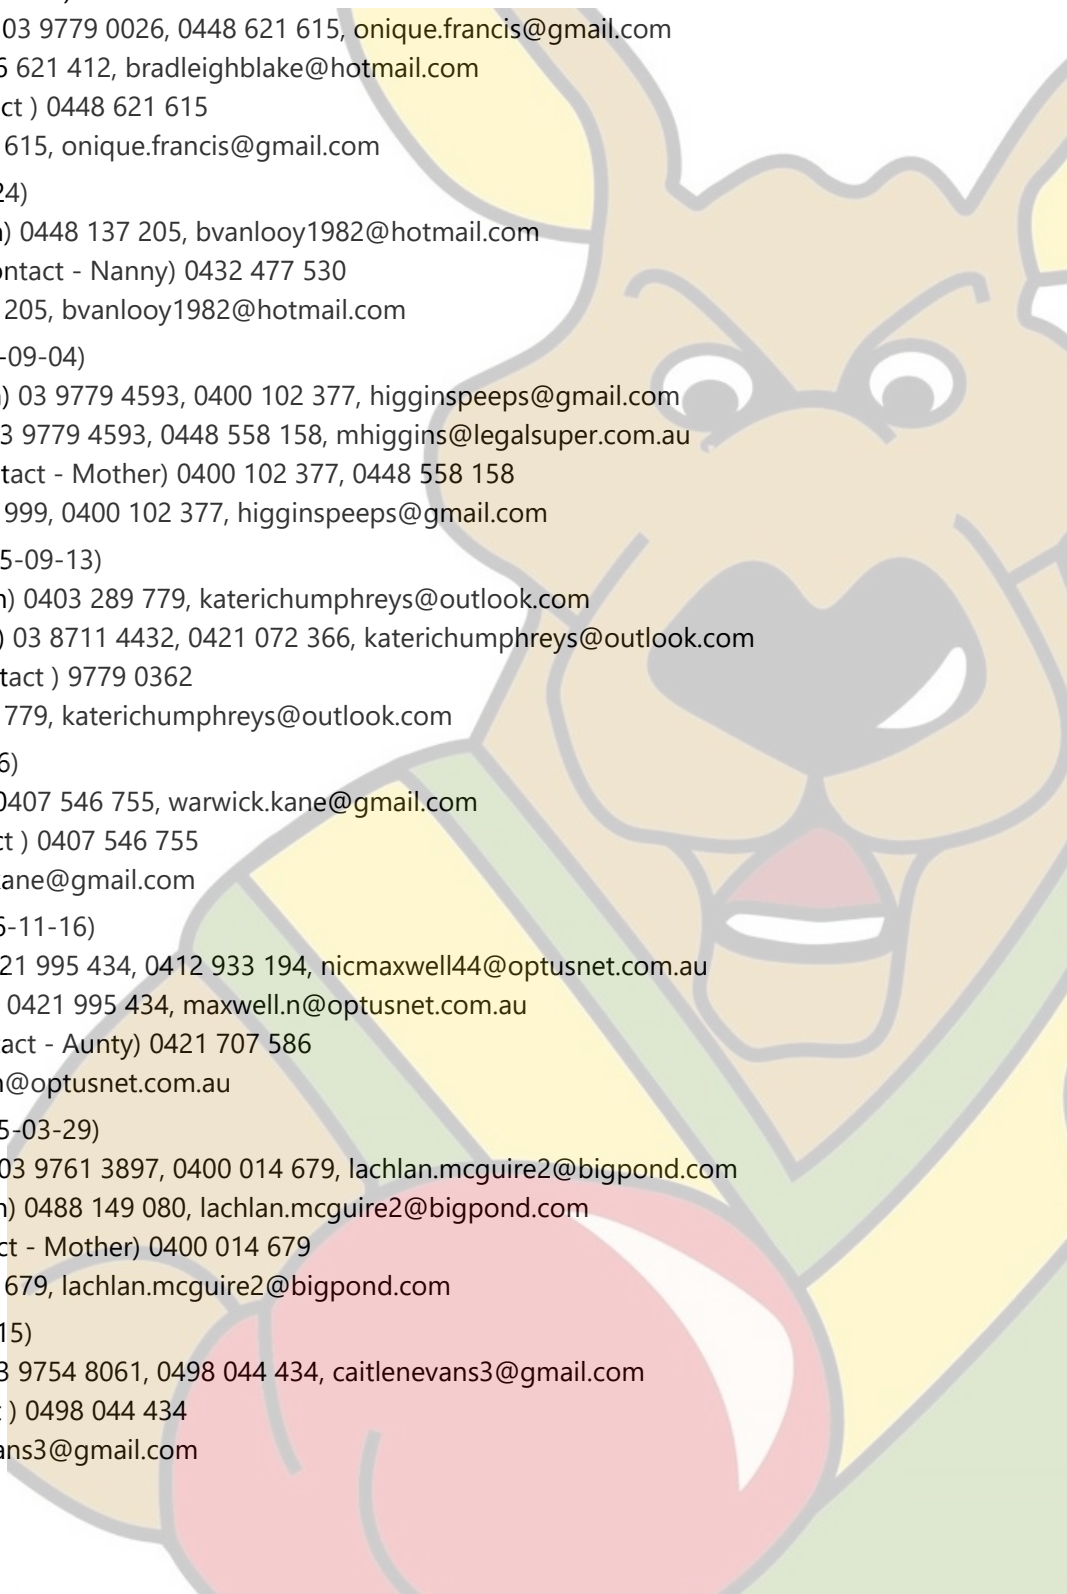 03 9779 0026, 0448 621 615, onique.francis@gmail.com
6 621 412, bradleighblake@hotmail.com
ct ) 0448 621 615
615, onique.francis@gmail.com
24)
) 0448 137 205, bvanlooy1982@hotmail.com
ontact - Nanny) 0432 477 530
205, bvanlooy1982@hotmail.com
-09-04)
) 03 9779 4593, 0400 102 377, higginspeeps@gmail.com
3 9779 4593, 0448 558 158, mhiggins@legalsuper.com.au
tact - Mother) 0400 102 377, 0448 558 158
999, 0400 102 377, higginspeeps@gmail.com
5-09-13)
) 0403 289 779, katerichumphreys@outlook.com
) 03 8711 4432, 0421 072 366, katerichumphreys@outlook.com
tact ) 9779 0362
779, katerichumphreys@outlook.com
6)
0407 546 755, warwick.kane@gmail.com
ct ) 0407 546 755
kane@gmail.com
6-11-16)
21 995 434, 0412 933 194, nicmaxwell44@optusnet.com.au
0421 995 434, maxwell.n@optusnet.com.au
tact - Aunty) 0421 707 586
n@optusnet.com.au
5-03-29)
03 9761 3897, 0400 014 679, lachlan.mcguire2@bigpond.com
) 0488 149 080, lachlan.mcguire2@bigpond.com
ct - Mother) 0400 014 679
679, lachlan.mcguire2@bigpond.com
15)
3 9754 8061, 0498 044 434, caitlenevans3@gmail.com
) 0498 044 434
ans3@gmail.com